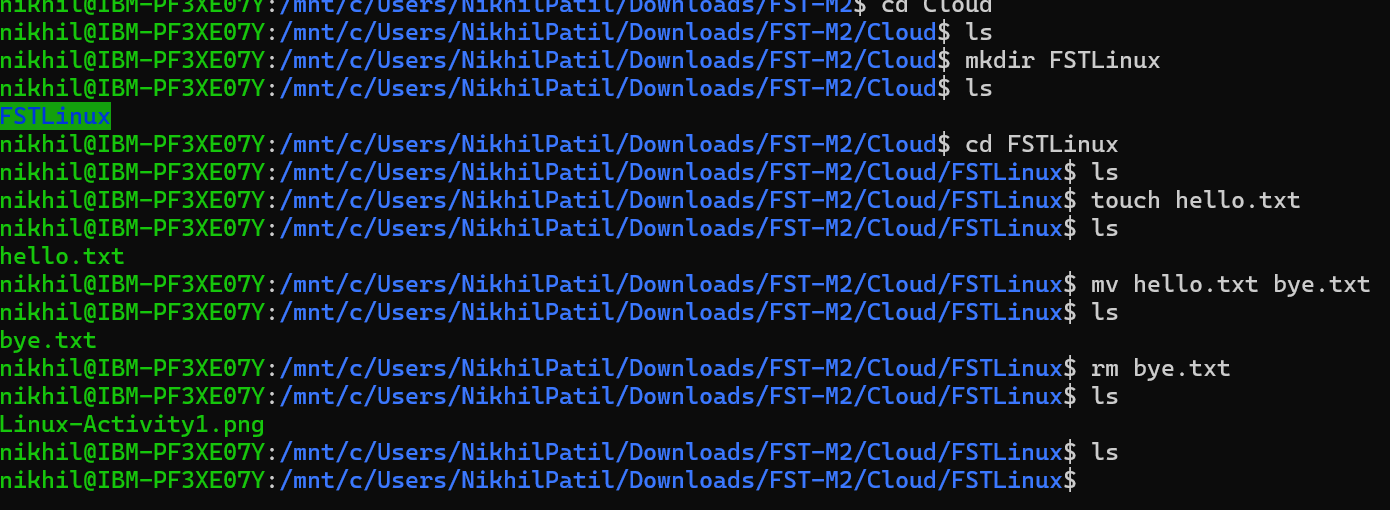 nikhil@IBM-PF3XE07Y:/mnt/c/Users/NikhilPatil/Downloads/FST-M2$ cd Cloud
nikhil@IBM-PF3XE07Y:/mnt/c/Users/NikhilPatil/Downloads/FST-M2/Cloud$ ls
nikhil@IBM-PF3XE07Y:/mnt/c/Users/NikhilPatil/Downloads/FST-M2/Cloud$ mkdir FSTLinux
nikhil@IBM-PF3XE07Y:/mnt/c/Users/NikhilPatil/Downloads/FST-M2/Cloud$ ls
FSTLinux
nikhil@IBM-PF3XE07Y:/mnt/c/Users/NikhilPatil/Downloads/FST-M2/Cloud$ cd FSTLinux
nikhil@IBM-PF3XE07Y:/mnt/c/Users/NikhilPatil/Downloads/FST-M2/Cloud/FSTLinux$ ls
nikhil@IBM-PF3XE07Y:/mnt/c/Users/NikhilPatil/Downloads/FST-M2/Cloud/FSTLinux$ touch hello.txt
nikhil@IBM-PF3XE07Y:/mnt/c/Users/NikhilPatil/Downloads/FST-M2/Cloud/FSTLinux$ ls
hello.txt
nikhil@IBM-PF3XE07Y:/mnt/c/Users/NikhilPatil/Downloads/FST-M2/Cloud/FSTLinux$ mv hello.txt bye.txt
nikhil@IBM-PF3XE07Y:/mnt/c/Users/NikhilPatil/Downloads/FST-M2/Cloud/FSTLinux$ ls
bye.txt
nikhil@IBM-PF3XE07Y:/mnt/c/Users/NikhilPatil/Downloads/FST-M2/Cloud/FSTLinux$ rm bye.txt
nikhil@IBM-PF3XE07Y:/mnt/c/Users/NikhilPatil/Downloads/FST-M2/Cloud/FSTLinux$ ls
Linux-Activity1.png
nikhil@IBM-PF3XE07Y:/mnt/c/Users/NikhilPatil/Downloads/FST-M2/Cloud/FSTLinux$ ls
nikhil@IBM-PF3XE07Y:/mnt/c/Users/NikhilPatil/Downloads/FST-M2/Cloud/FSTLinux$